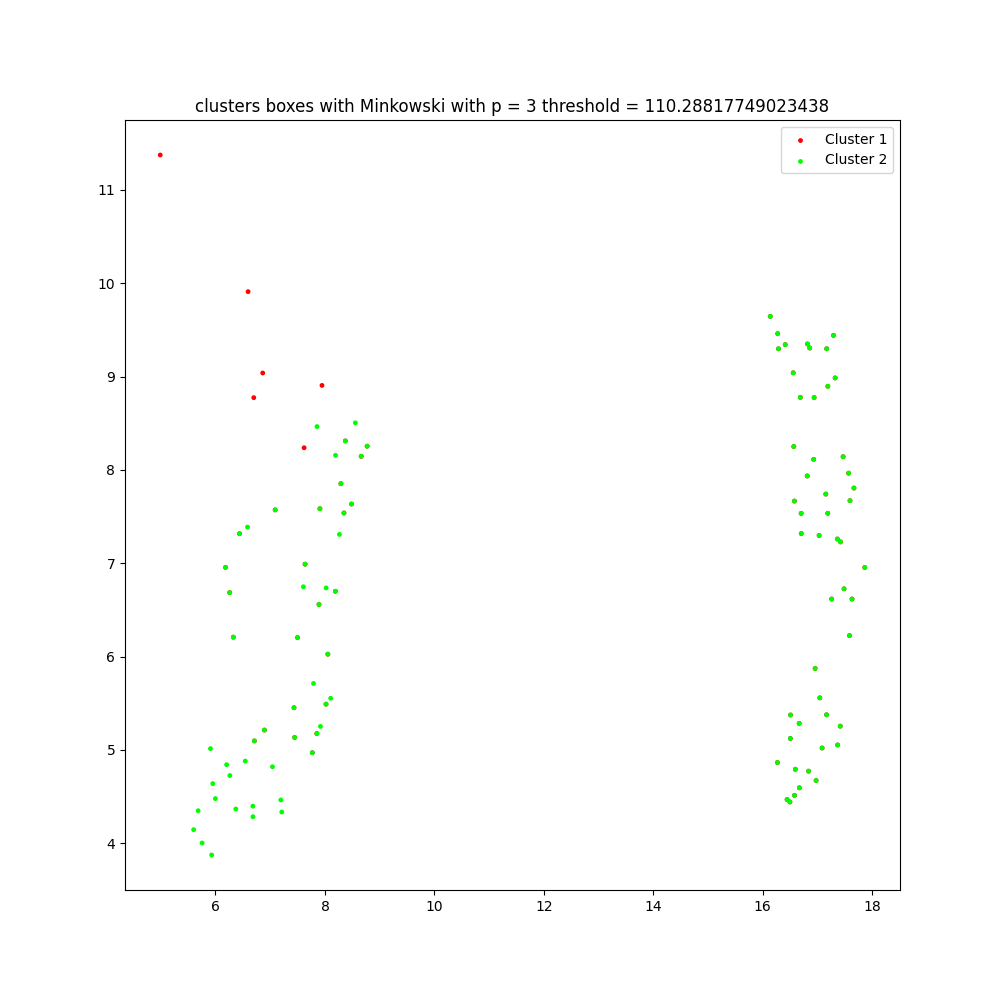 clusters boxes with Minkowski with p = 3 threshold = 110.28817749023438
Cluster 1
Cluster 2
11
10
9
8
7
6
5
4
6 8 10 12 14 16 18